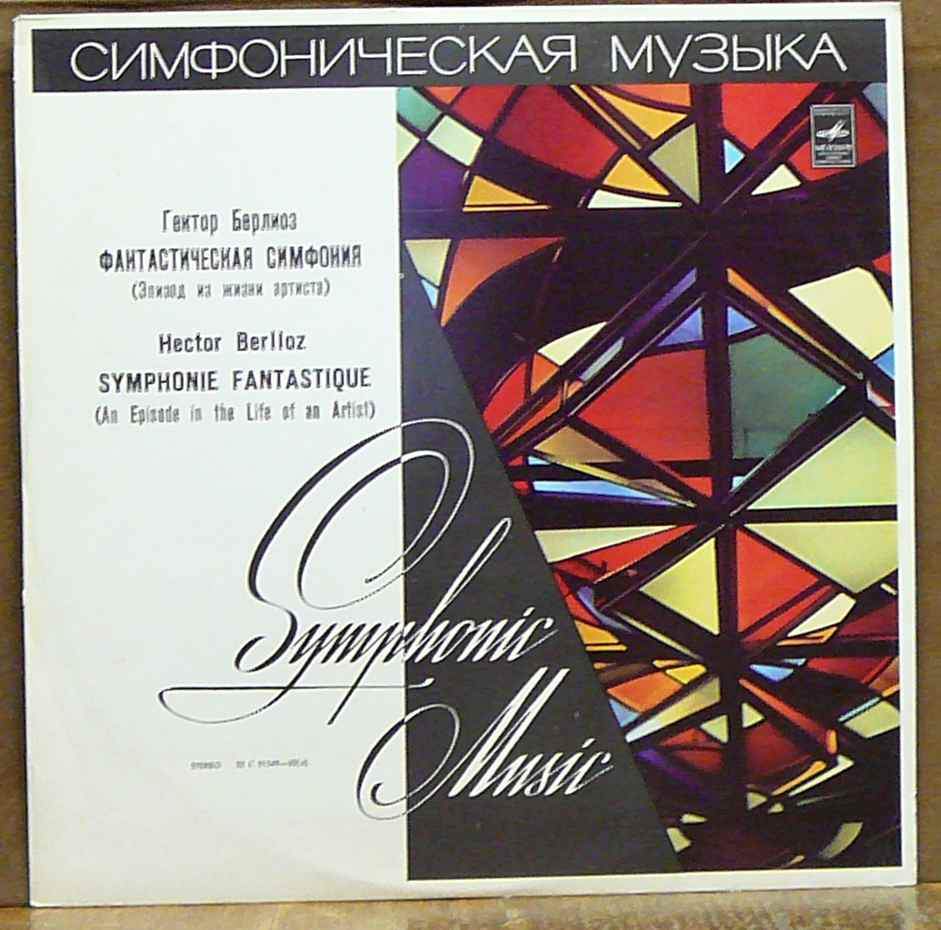 СИМФОНИЧЕСКАЯ МУЗЫКА
Гектор Берлиоз
ФАНТАСТИЧЕСКАЯ СИМФОНИЯ
(Эпизод из жизни артиста)
Hector Berlioz
SYMPHONIE FANTASTIQUE
(An Episode in the Life of an Artist)
Symphonic
Music
STEREO